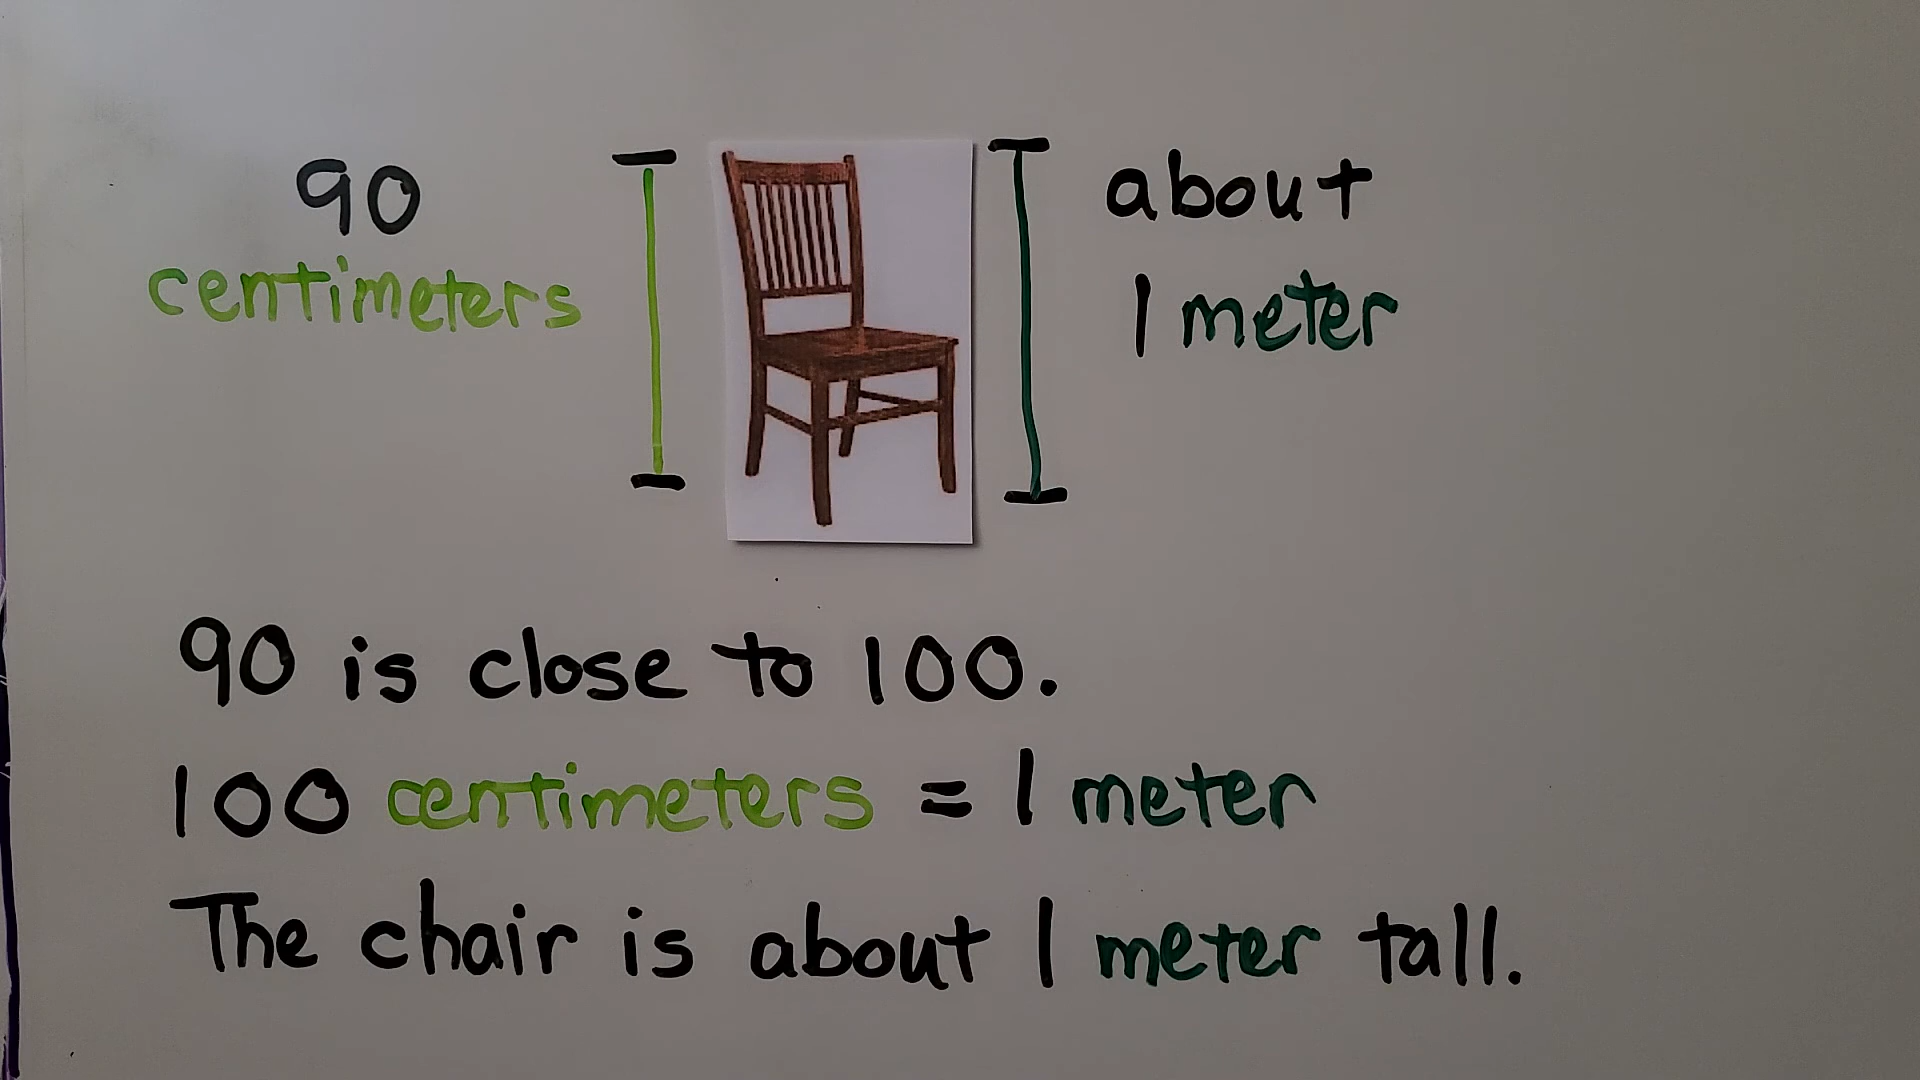 90
centimeters
about
1 meter
90 is close to 100.
100 centimeters = 1 meter
The chair is about 1 meter tall.